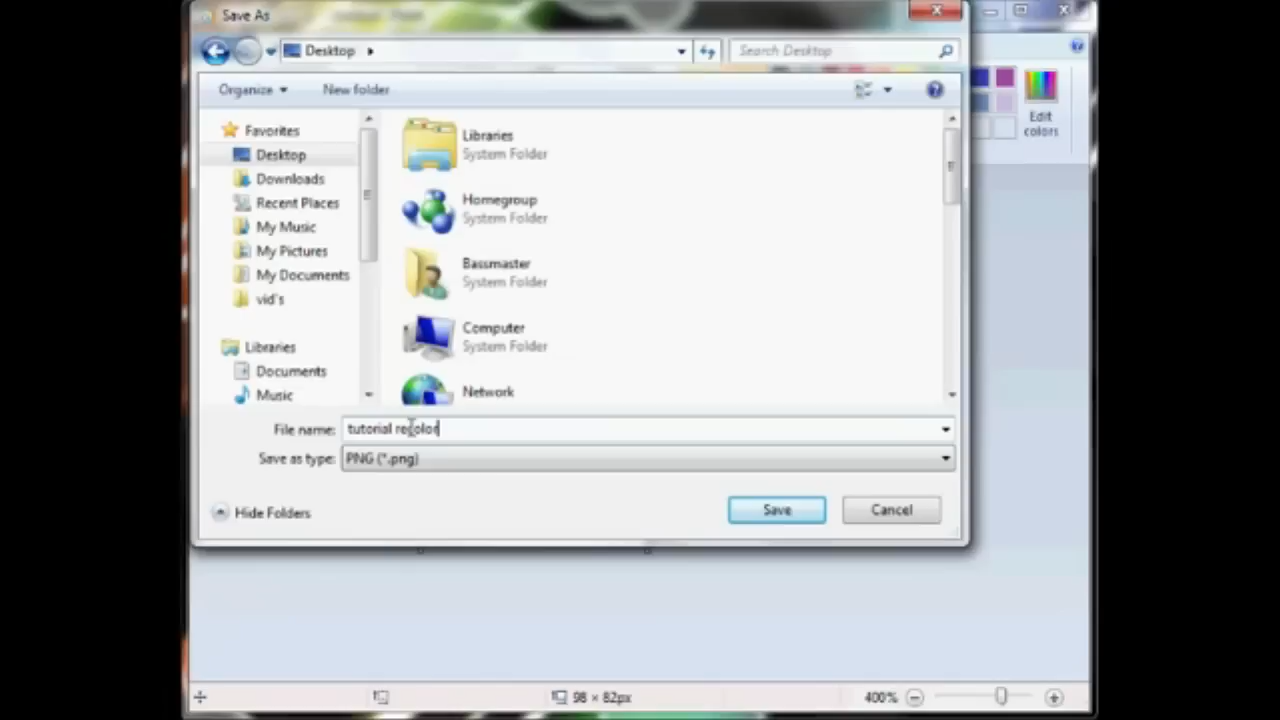 Save As
Desktop
Search Desktop
Organize
New folder
Favorites
Desktop
Downloads
Recent Places
My Music
My Pictures
My Documents
vid's
Libraries
Documents
Music
Libraries
System Folder
Homegroup
System Folder
Bassmaster
System Folder
Computer
System Folder
Network
File name: tutorial recolor
Save as type: PNG (*.png)
Hide Folders
Save
Cancel
Edit
colors
98 × 82px
400%